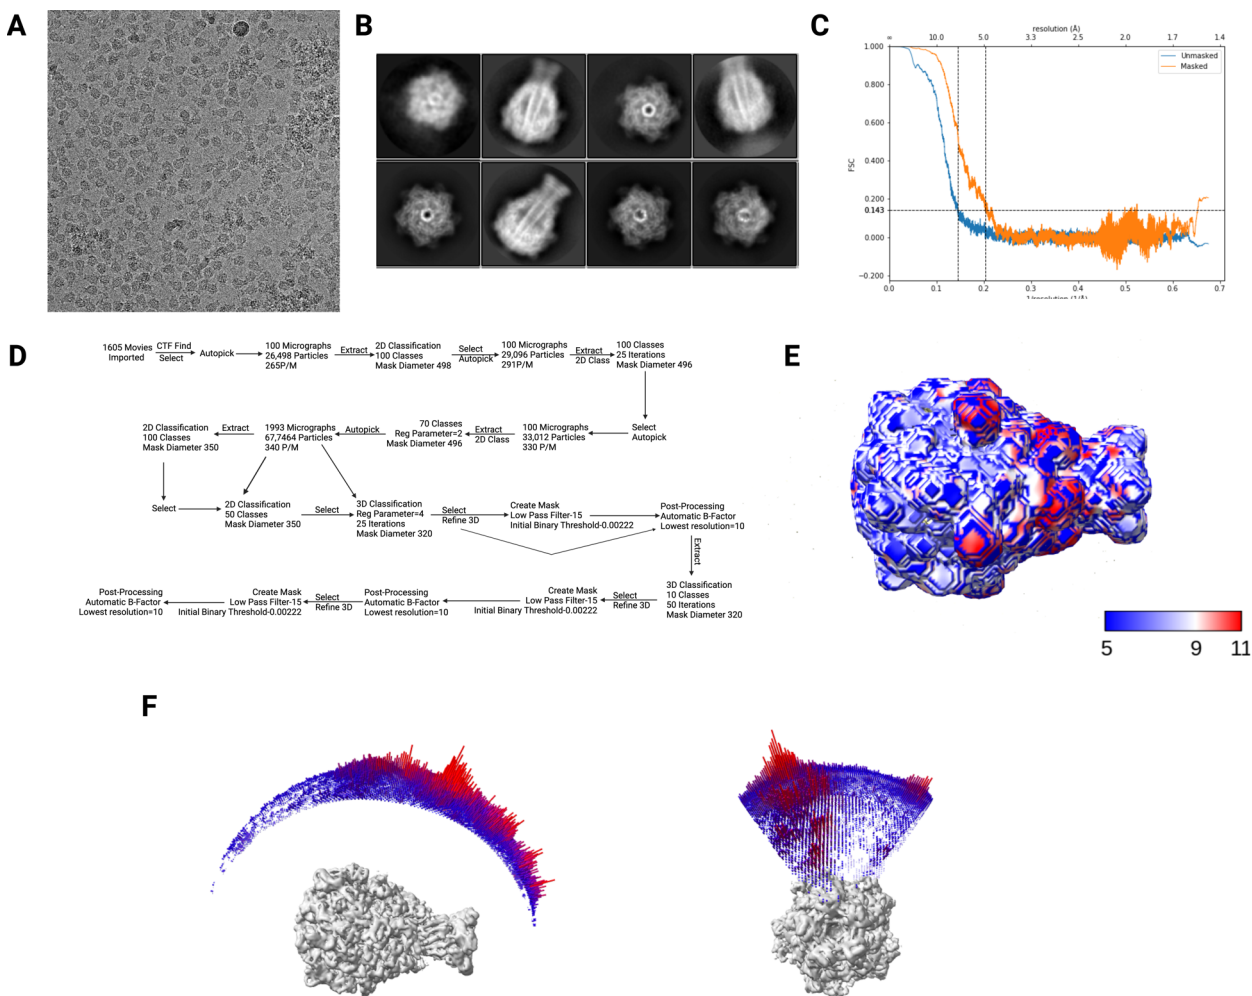 A
B
C
resolution (Å)
∞ 10.0 5.0 3.3 2.5 2.0 1.7 1.4
1.000
0.800
0.600
0.400
0.200
0.143
0.000
−0.200
FSC
Unmasked
Masked
0.0 0.1 0.2 0.3 0.4 0.5 0.6 0.7
1/resolution (1/Å)
D
1605 Movies
Imported
CTF Find
Select
Autopick
100 Micrographs
26,498 Particles
265P/M
Extract
2D Classification
100 Classes
Mask Diameter 498
Select
Autopick
100 Micrographs
29,096 Particles
291P/M
Extract
2D Class
100 Classes
25 Iterations
Mask Diameter 496
2D Classification
100 Classes
Mask Diameter 350
Extract
1993 Micrographs
67,7464 Particles
340 P/M
Autopick
70 Classes
Reg Parameter=2
Mask Diameter 496
Extract
2D Class
100 Micrographs
33,012 Particles
330 P/M
Select
Autopick
Select
2D Classification
50 Classes
Mask Diameter 350
Select
3D Classification
Reg Parameter=4
25 Iterations
Mask Diameter 320
Select
Refine 3D
Create Mask
Low Pass Filter-15
Initial Binary Threshold-0.00222
Post-Processing
Automatic B-Factor
Lowest resolution=10
Extract
Post-Processing
Automatic B-Factor
Lowest resolution=10
Create Mask
Low Pass Filter-15
Initial Binary Threshold-0.00222
Select
Refine 3D
Post-Processing
Automatic B-Factor
Lowest resolution=10
Create Mask
Low Pass Filter-15
Initial Binary Threshold-0.00222
Select
Refine 3D
3D Classification
10 Classes
50 Iterations
Mask Diameter 320
E
5 9 11
F